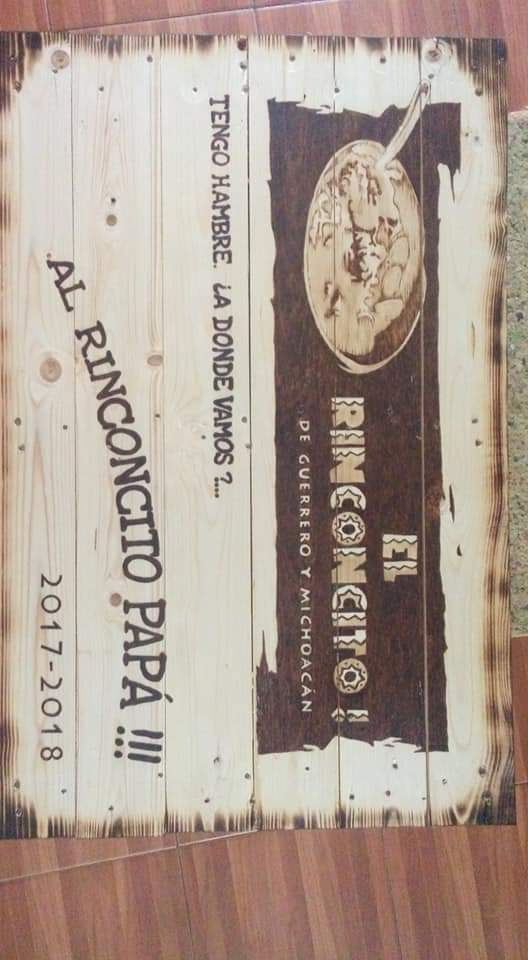 EL
RINCONCITO!!
DE GUERRERO Y MICHOACÁN
TENGO HAMBRE. ¿A DONDE VAMOS?....
AL RINCONCITO PAPÁ !!!
2017-2018